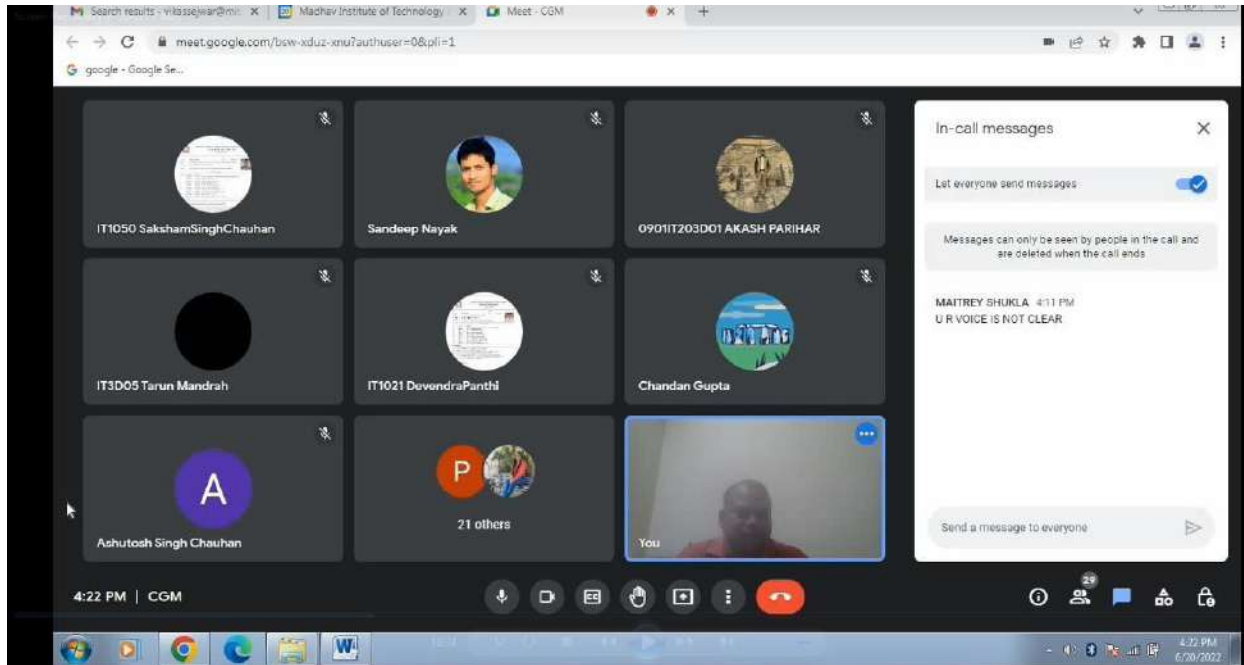 Search results - vikassejwar@mit
Madhav Institute of Technology
Meet - CGM
meet.google.com/bsw-xduz-xnu?authuser=0&pli=1
google - Google Se...
IT1050 SakshamSinghChauhan
Sandeep Nayak
0901IT203D01 AKASH PARIHAR
IT3D05 Tarun Mandrah
IT1021 DevendraPanthi
Chandan Gupta
A
Ashutosh Singh Chauhan
P
21 others
You
In-call messages
Let everyone send messages
Messages can only be seen by people in the call and
are deleted when the call ends
MAITREY SHUKLA 4:11 PM
U R VOICE IS NOT CLEAR
Send a message to everyone
4:22 PM | CGM
29
4:22 PM
6/20/2022